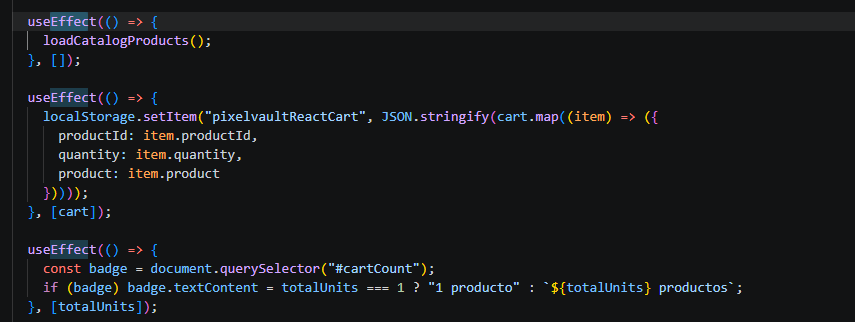 useEffect(() => {
  loadCatalogProducts();
}, []);

useEffect(() => {
  localStorage.setItem("pixelvaultReactCart", JSON.stringify(cart.map((item) => ({
    productId: item.productId,
    quantity: item.quantity,
    product: item.product
  }))));
}, [cart]);

useEffect(() => {
  const badge = document.querySelector("#cartCount");
  if (badge) badge.textContent = totalUnits === 1 ? "1 producto" : `${totalUnits} productos`;
}, [totalUnits]);